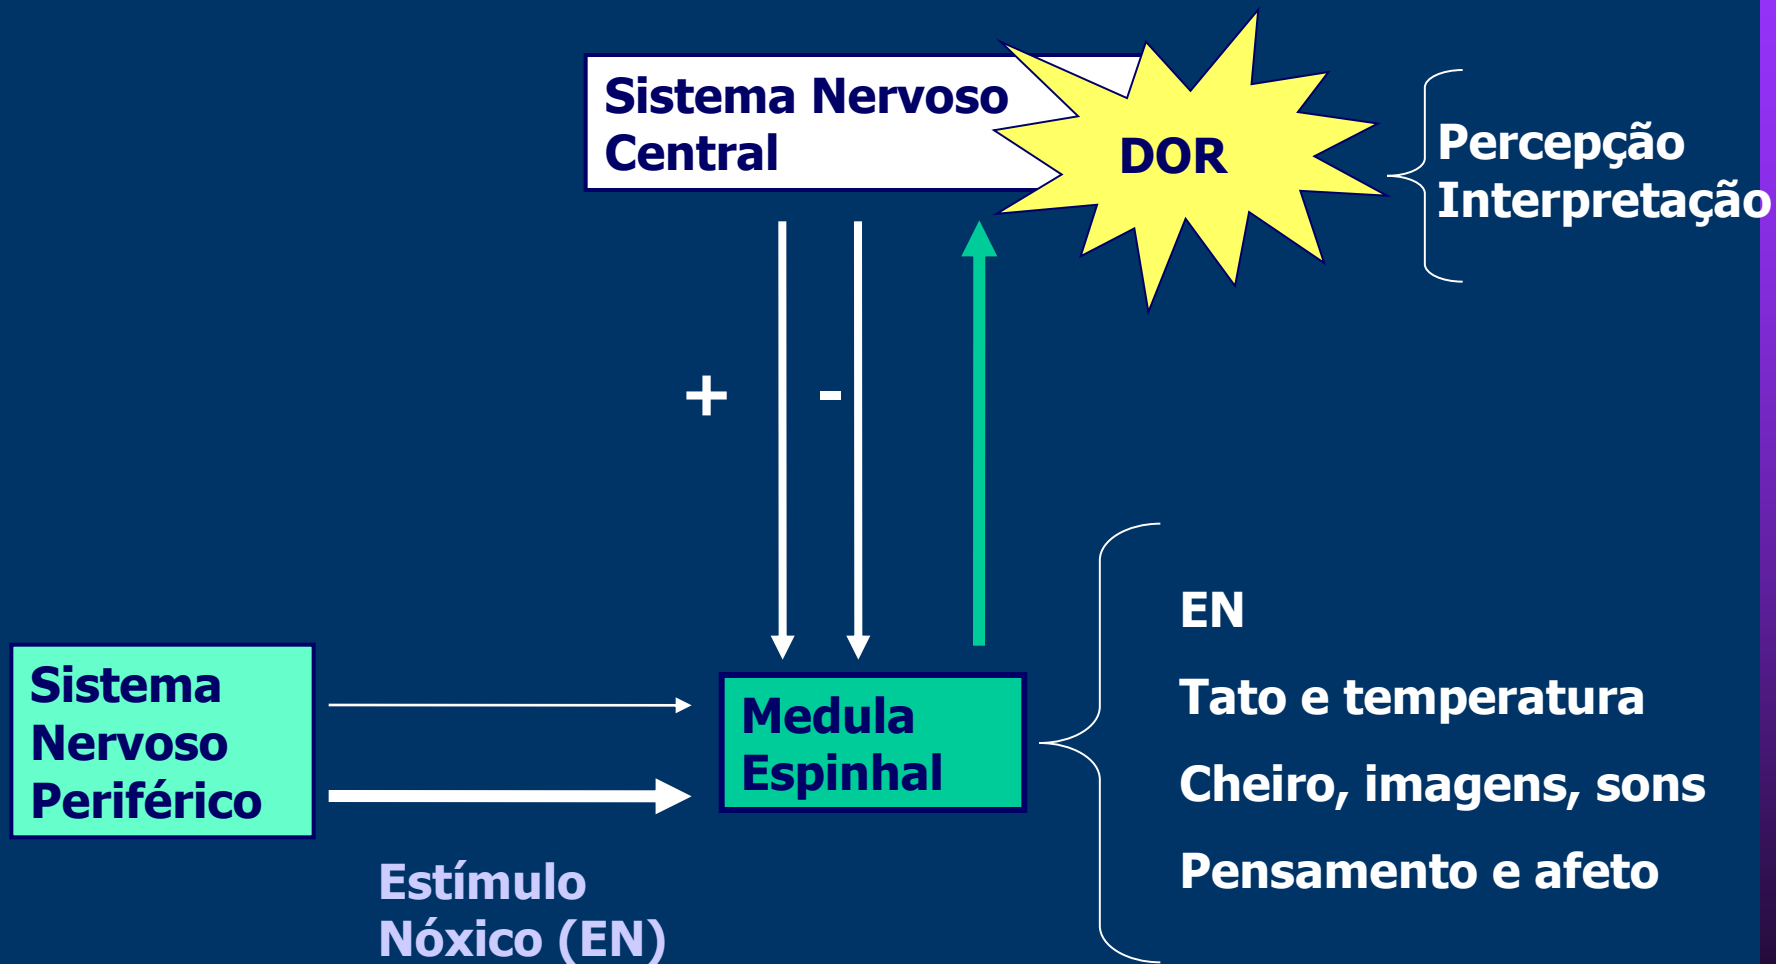 Sistema Nervoso
Central
DOR
Percepção
Interpretação
+
-
Sistema
Nervoso
Periférico
Medula
Espinhal
EN
Tato e temperatura
Cheiro, imagens, sons
Pensamento e afeto
Estímulo
Nóxico (EN)